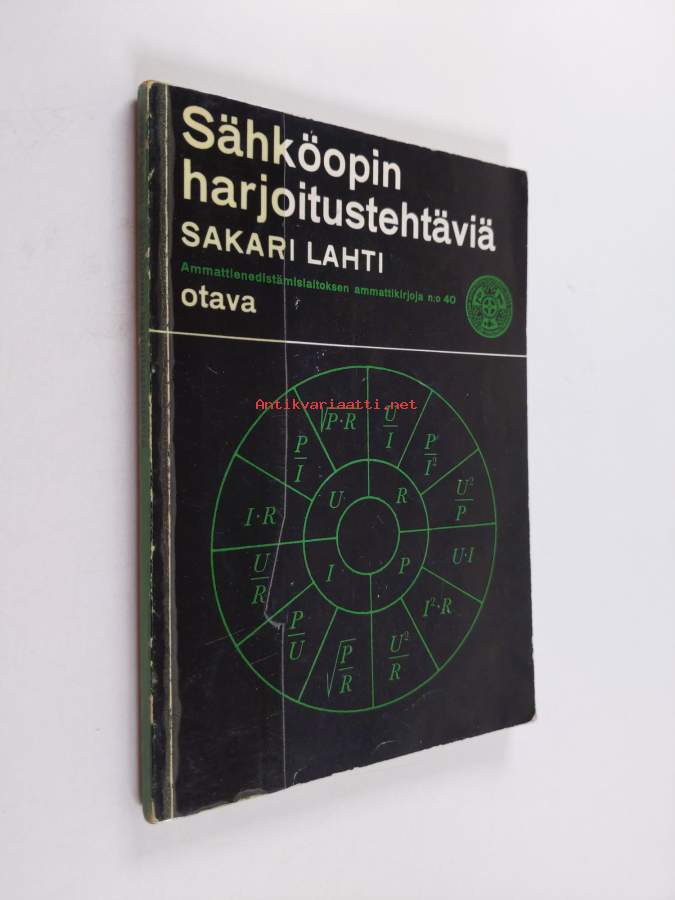 Sähköopin
harjoitustehtäviä
SAKARI LAHTI
Ammattienedistämislaitoksen ammattikirjoja n:o 40
otava
Antikvariaatti.net
√P·R
U/I
P/I
P/I²
U
R
I·R
U²/P
U/R
I
P
U·I
P/U
I²·R
√P/R
U²/R